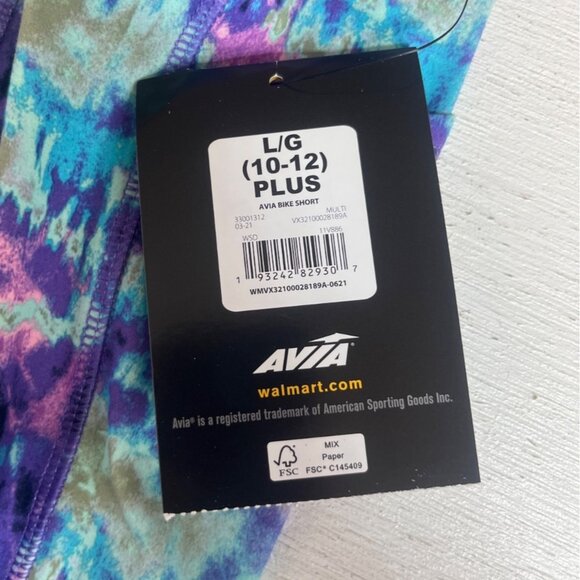 L/G
(10-12)
PLUS
AVIA BIKE SHORT
33001312 MULTI
03-21 VX32100028189A
WSD 11V886
1 93242 82930 7
WMVX32100028189A-0621
AVIA
walmart.com
Avia® is a registered trademark of American Sporting Goods Inc.
FSC
MIX
Paper
FSC® C145409